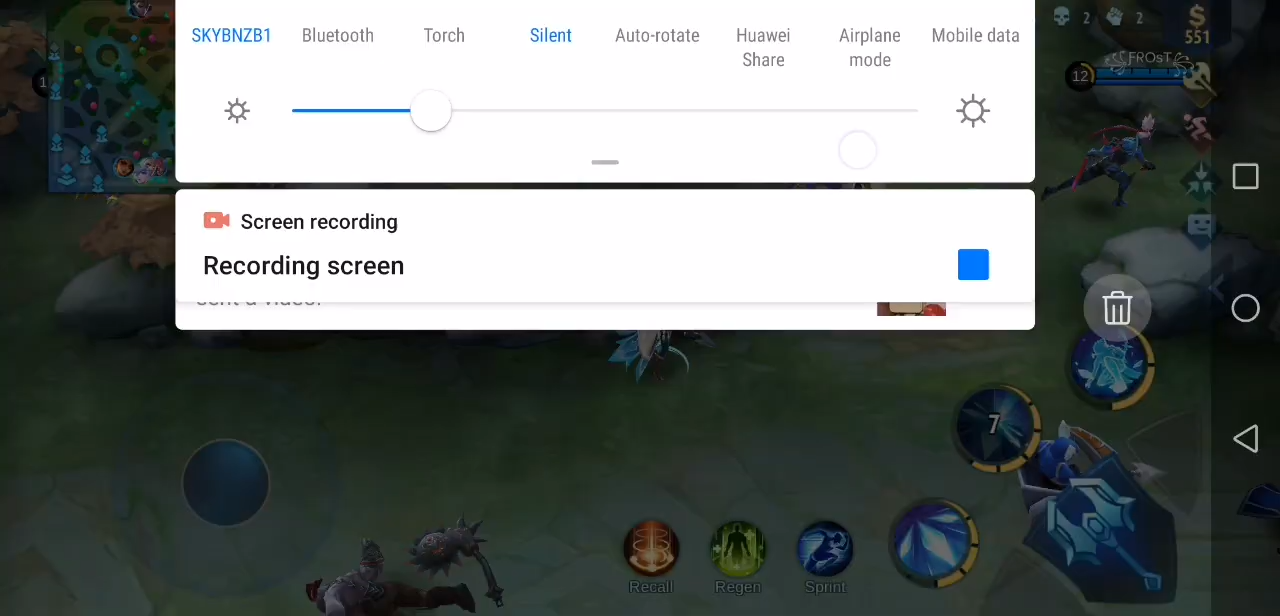 SKYBNZB1 Bluetooth Torch Silent Auto-rotate Huawei Share Airplane mode Mobile data
2 2 $ 551
FROsT
12
1
Screen recording
Recording screen
sent a video.
7
Recall Regen Sprint